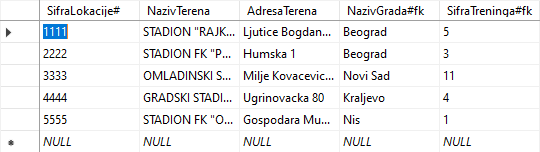 SifraLokacije# NazivTerena AdresaTerena NazivGrada#fk SifraTreninga#fk
1111 STADION "RAJK... Ljutice Bogdan... Beograd 5
2222 STADION FK "P... Humska 1 Beograd 3
3333 OMLADINSKI S... Milje Kovacevic... Novi Sad 11
4444 GRADSKI STADI... Ugrinovacka 80 Kraljevo 4
5555 STADION FK "O... Gospodara Mu... Nis 1
NULL NULL NULL NULL NULL